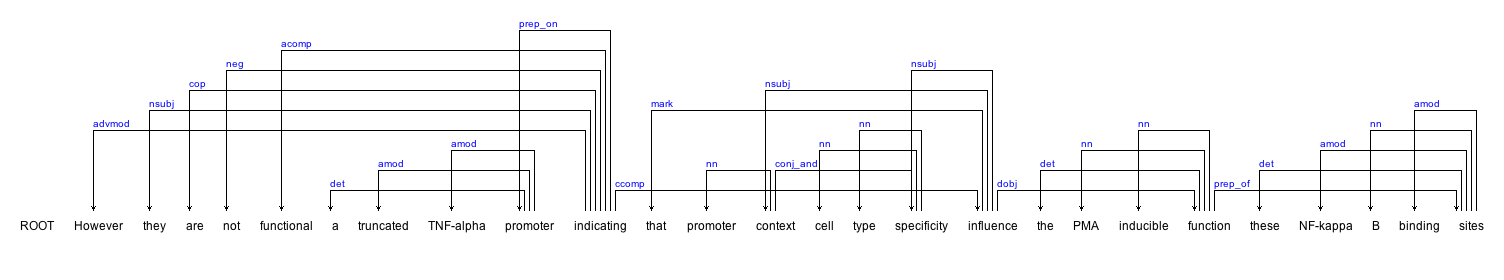 prep_on
acomp
neg nsubj
cop nsubj
nsubj mark amod
advmod nn nn nn
amod nn nn amod
amod nn conj_and det det
det ccomp dobj prep_of
ROOT However they are not functional a truncated TNF-alpha promoter indicating that promoter context cell type specificity influence the PMA inducible function these NF-kappa B binding sites